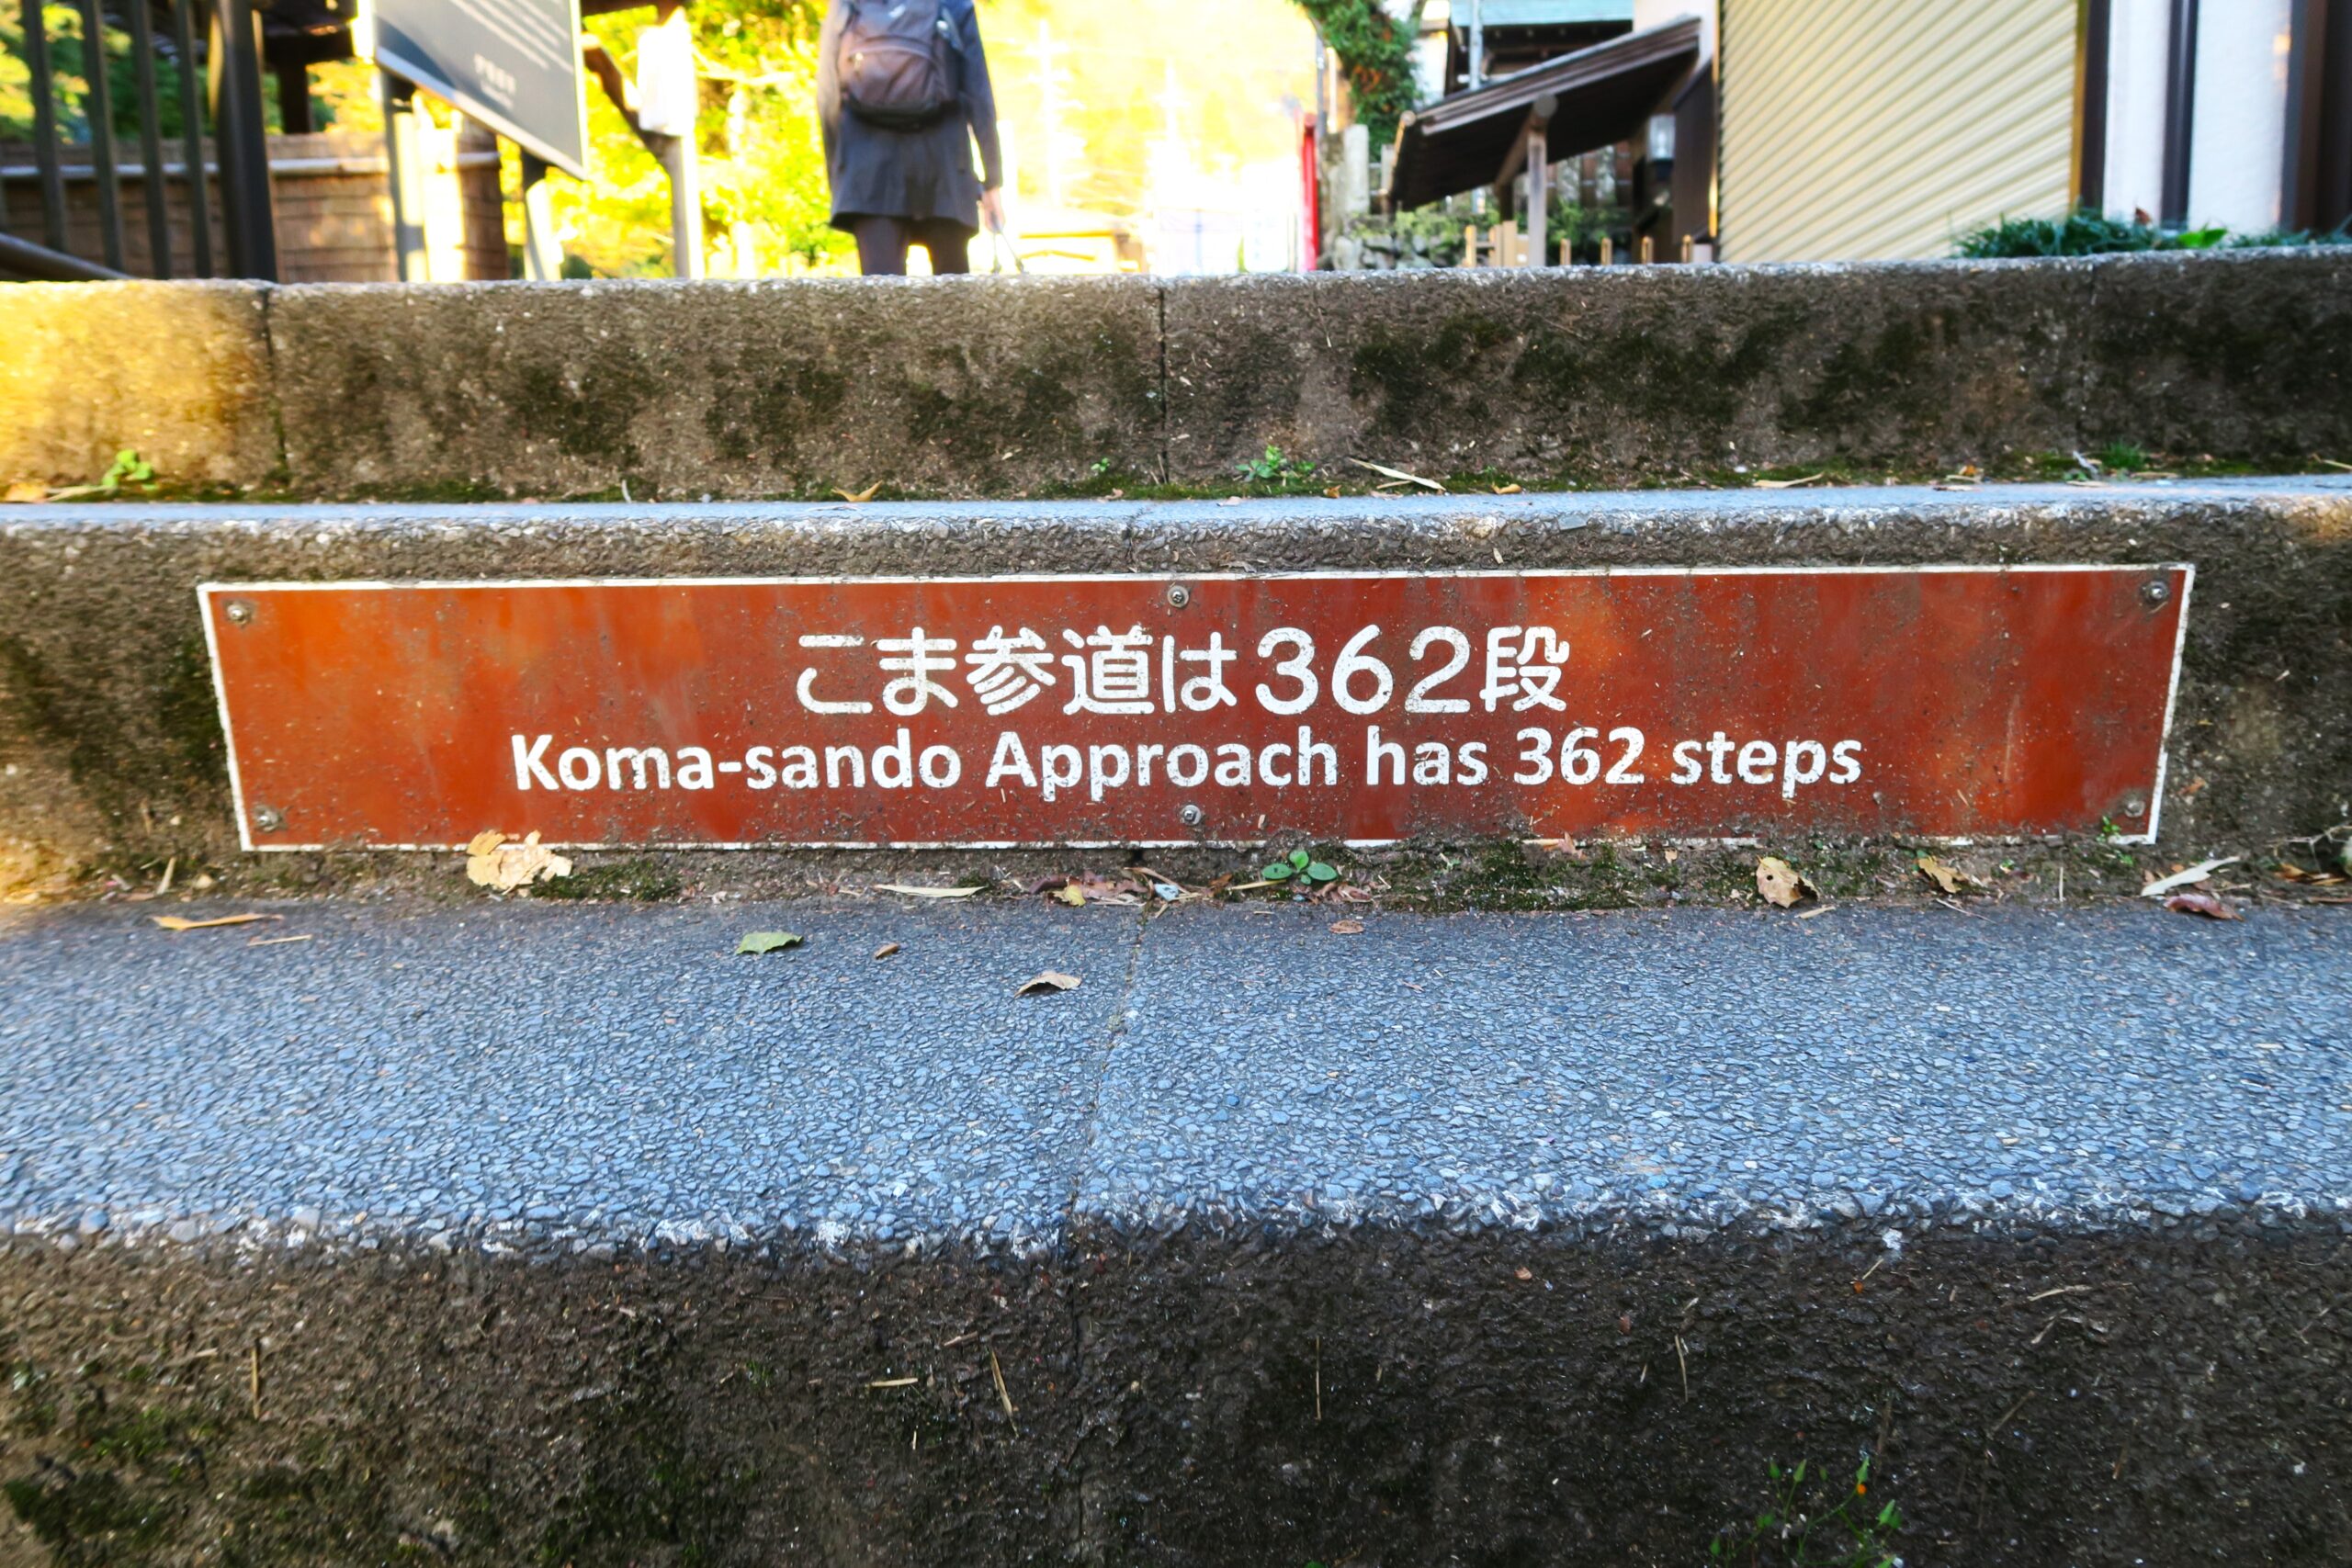 こま参道は362段
Koma-sando Approach has 362 steps